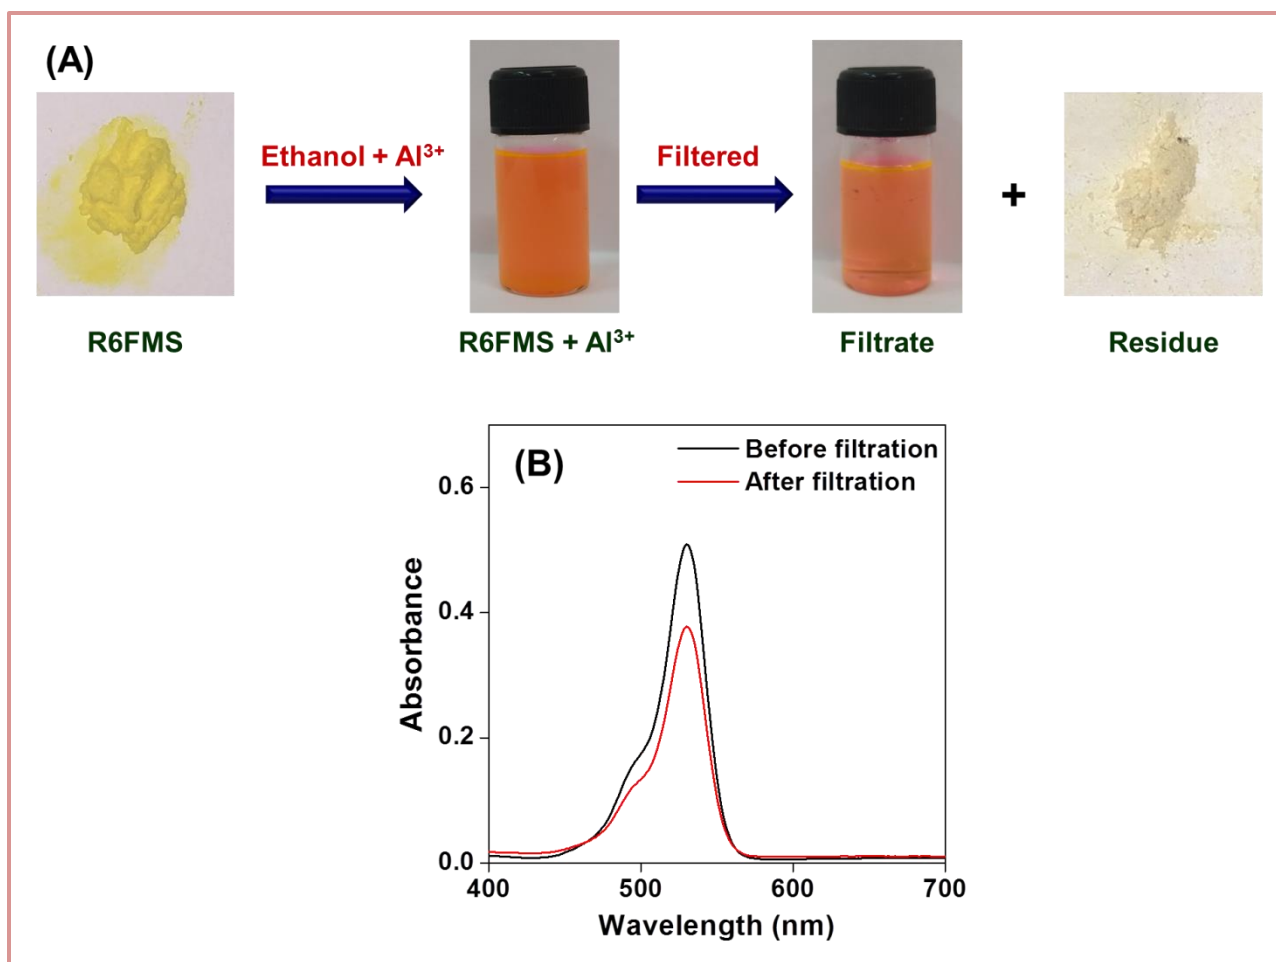 (A)
Ethanol + Al³⁺
Filtered
+
R6FMS
R6FMS + Al³⁺
Filtrate
Residue
(B)
Before filtration
After filtration
0.6
0.4
0.2
0.0
Absorbance
400
500
600
700
Wavelength (nm)